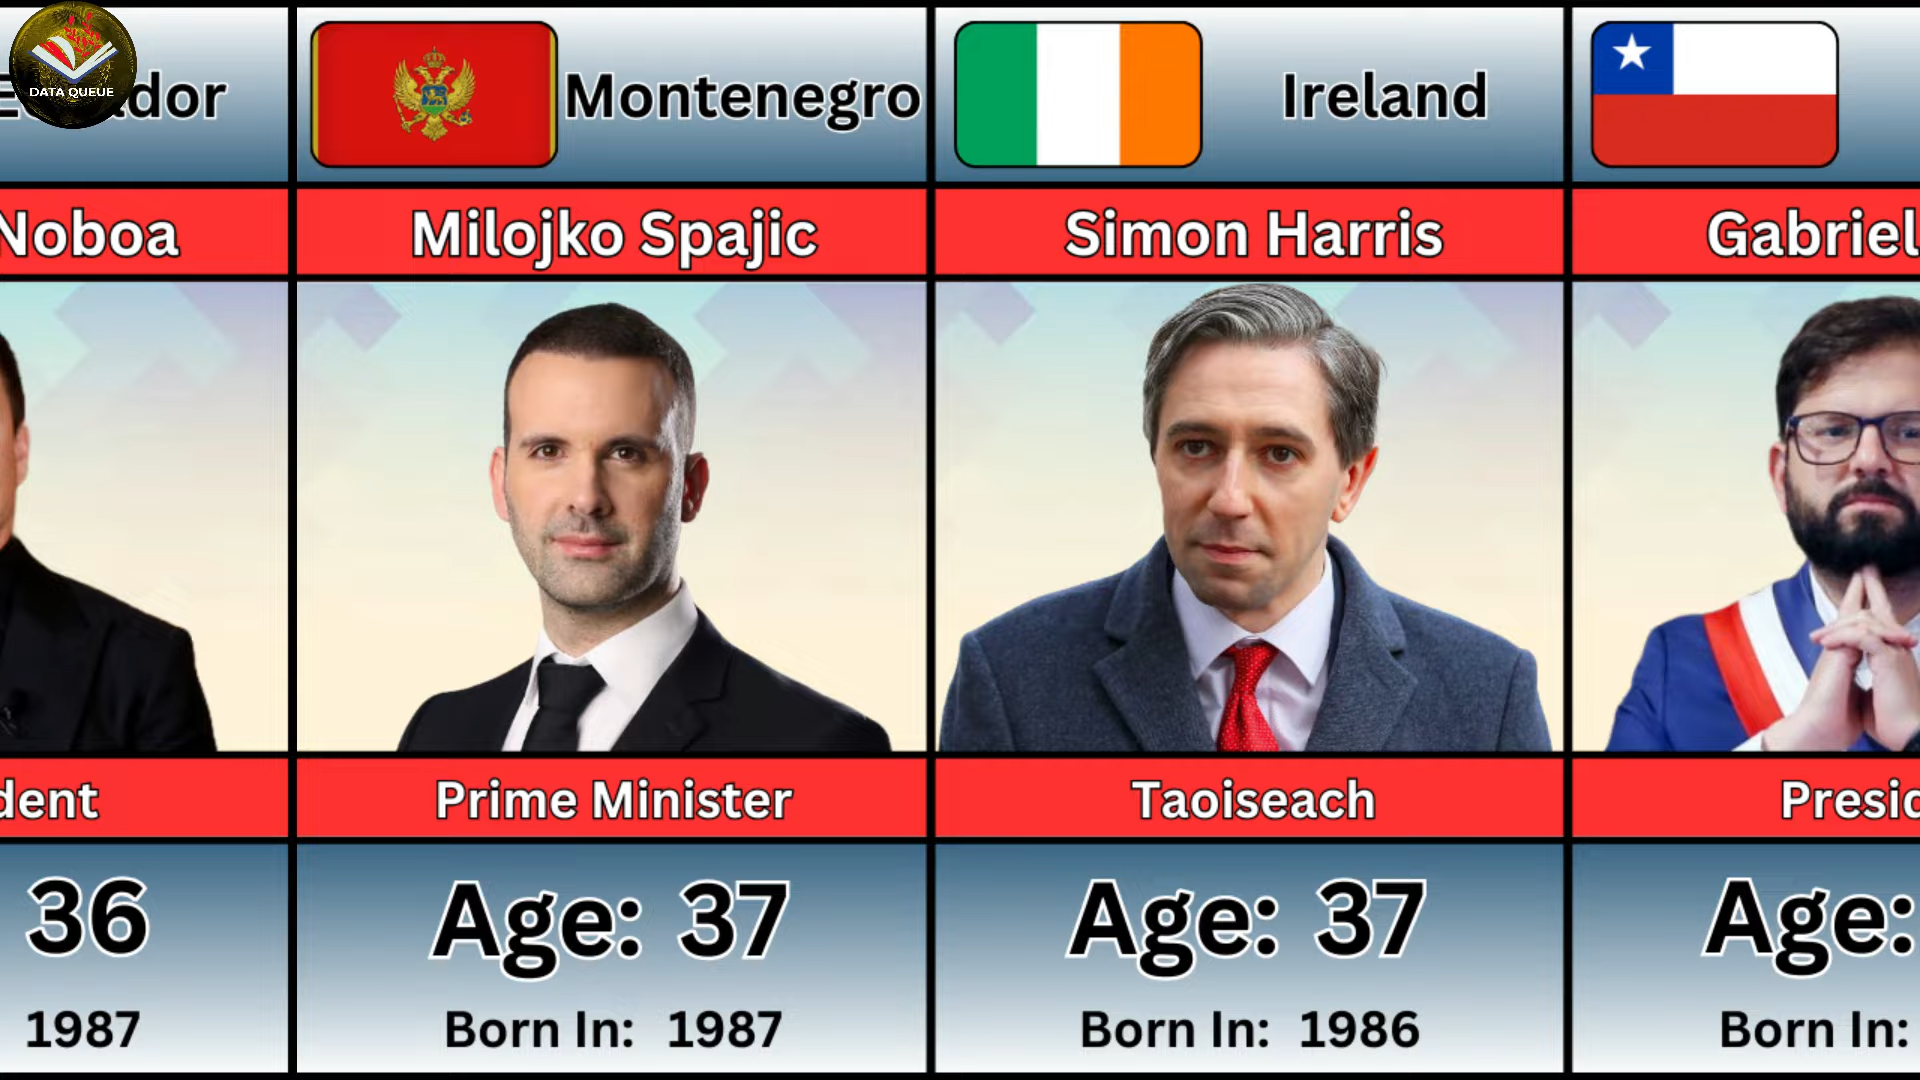 DATA QUEUE
dor
Montenegro
Ireland
Noboa
Milojko Spajic
Simon Harris
Gabriel
dent
Prime Minister
Taoiseach
Presid
36
Age: 37
Age: 37
Age:
1987
Born In: 1987
Born In: 1986
Born In: